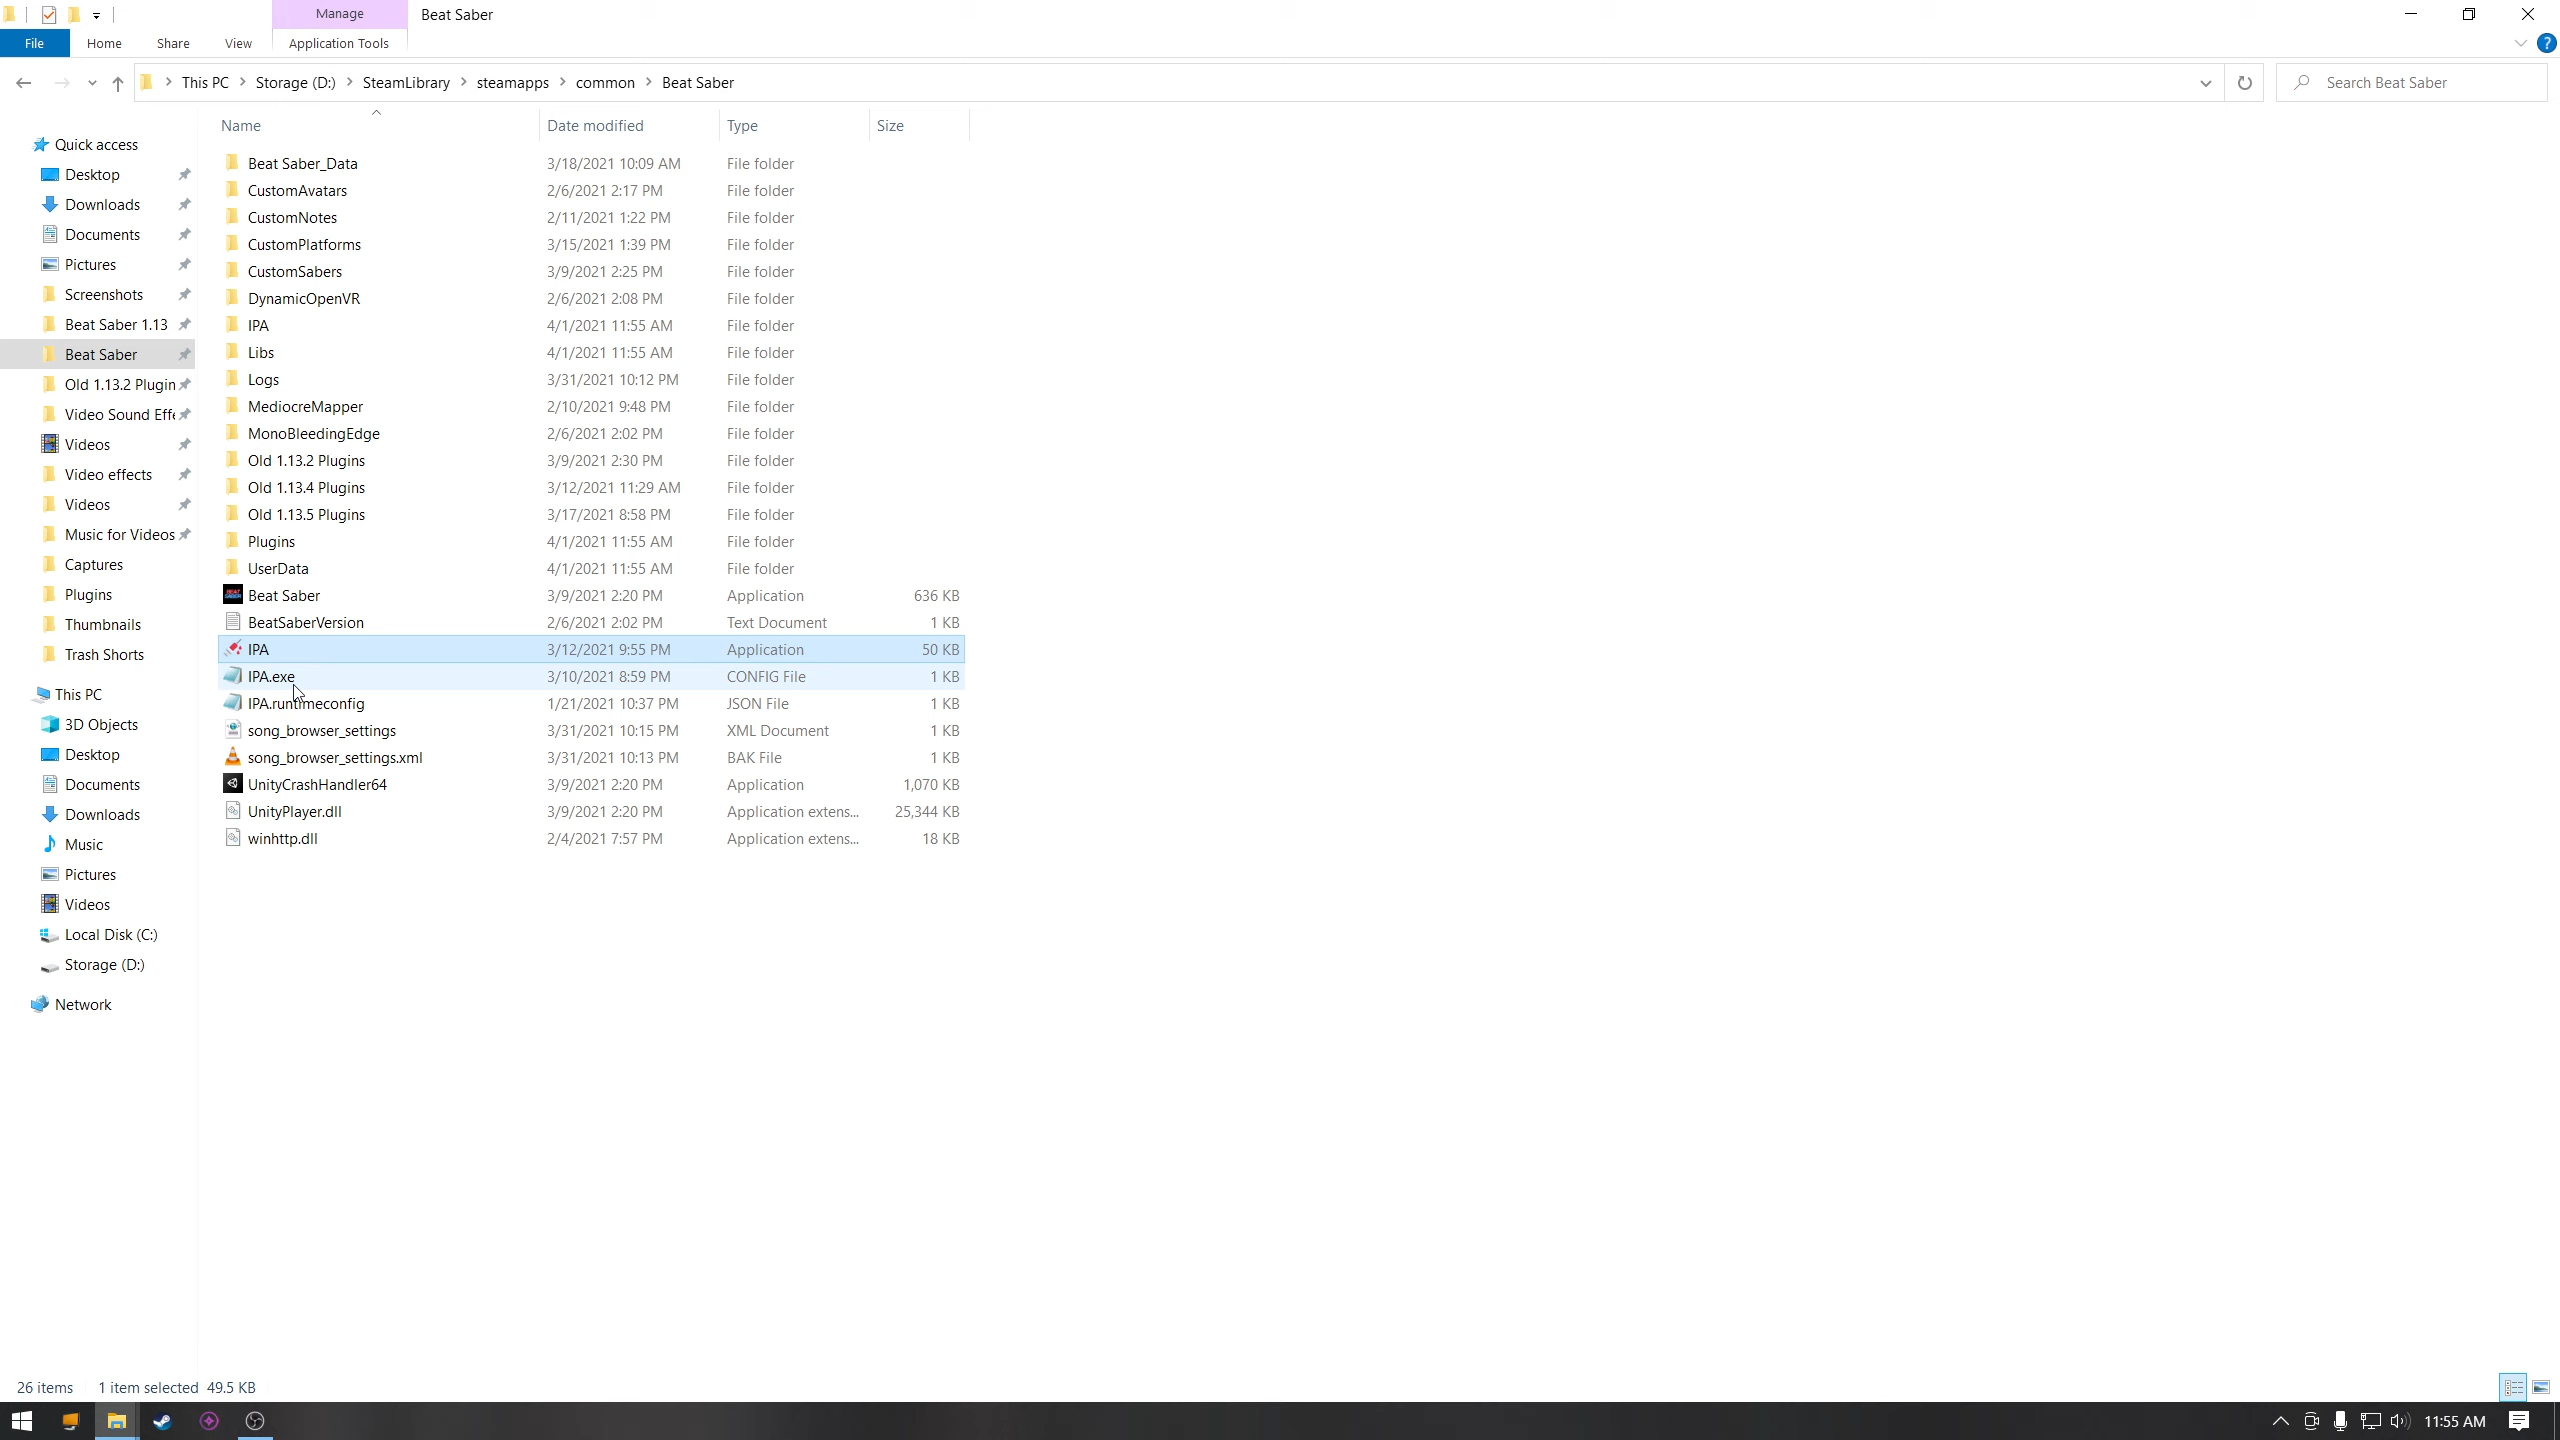 Manage
Beat Saber
File
Home
Share
View
Application Tools
?
This PC
Storage (D:)
SteamLibrary
steamapps
common
Beat Saber
Search Beat Saber
Name
Date modified
Type
Size
Quick access
Desktop
Downloads
Documents
Pictures
Screenshots
Beat Saber 1.13
Beat Saber
Old 1.13.2 Plugin
Video Sound Effe
Videos
Video effects
Videos
Music for Videos
Captures
Plugins
Thumbnails
Trash Shorts
This PC
3D Objects
Desktop
Documents
Downloads
Music
Pictures
Videos
Local Disk (C:)
Storage (D:)
Network
Beat Saber_Data 3/18/2021 10:09 AM File folder
CustomAvatars 2/6/2021 2:17 PM File folder
CustomNotes 2/11/2021 1:22 PM File folder
CustomPlatforms 3/15/2021 1:39 PM File folder
CustomSabers 3/9/2021 2:25 PM File folder
DynamicOpenVR 2/6/2021 2:08 PM File folder
IPA 4/1/2021 11:55 AM File folder
Libs 4/1/2021 11:55 AM File folder
Logs 3/31/2021 10:12 PM File folder
MediocreMapper 2/10/2021 9:48 PM File folder
MonoBleedingEdge 2/6/2021 2:02 PM File folder
Old 1.13.2 Plugins 3/9/2021 2:30 PM File folder
Old 1.13.4 Plugins 3/12/2021 11:29 AM File folder
Old 1.13.5 Plugins 3/17/2021 8:58 PM File folder
Plugins 4/1/2021 11:55 AM File folder
UserData 4/1/2021 11:55 AM File folder
Beat Saber 3/9/2021 2:20 PM Application 636 KB
BeatSaberVersion 2/6/2021 2:02 PM Text Document 1 KB
IPA 3/12/2021 9:55 PM Application 50 KB
IPA.exe 3/10/2021 8:59 PM CONFIG File 1 KB
IPA.runtimeconfig 1/21/2021 10:37 PM JSON File 1 KB
song_browser_settings 3/31/2021 10:15 PM XML Document 1 KB
song_browser_settings.xml 3/31/2021 10:13 PM BAK File 1 KB
UnityCrashHandler64 3/9/2021 2:20 PM Application 1,070 KB
UnityPlayer.dll 3/9/2021 2:20 PM Application extens... 25,344 KB
winhttp.dll 2/4/2021 7:57 PM Application extens... 18 KB
26 items 1 item selected 49.5 KB
11:55 AM